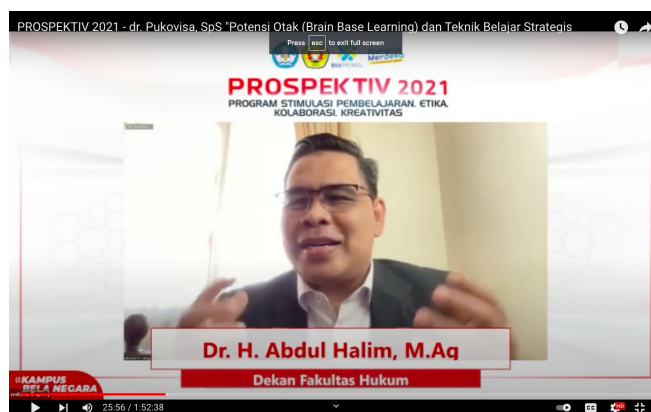 PROSPEKTIV 2021 - dr. Pukovisa, SpS "Potensi Otak (Brain Base Learning) dan Teknik Belajar Strategis
Press esc to exit full screen
Merdeka
PROSPEKTIV 2021
PROGRAM STIMULASI PEMBELAJARAN, ETIKA,
KOLABORASI, KREATIVITAS
Dr. H. Abdul Halim, M.Ag
Dekan Fakultas Hukum
#KAMPUS
BELA NEGARA
25:56 / 1:52:38
CC
HD